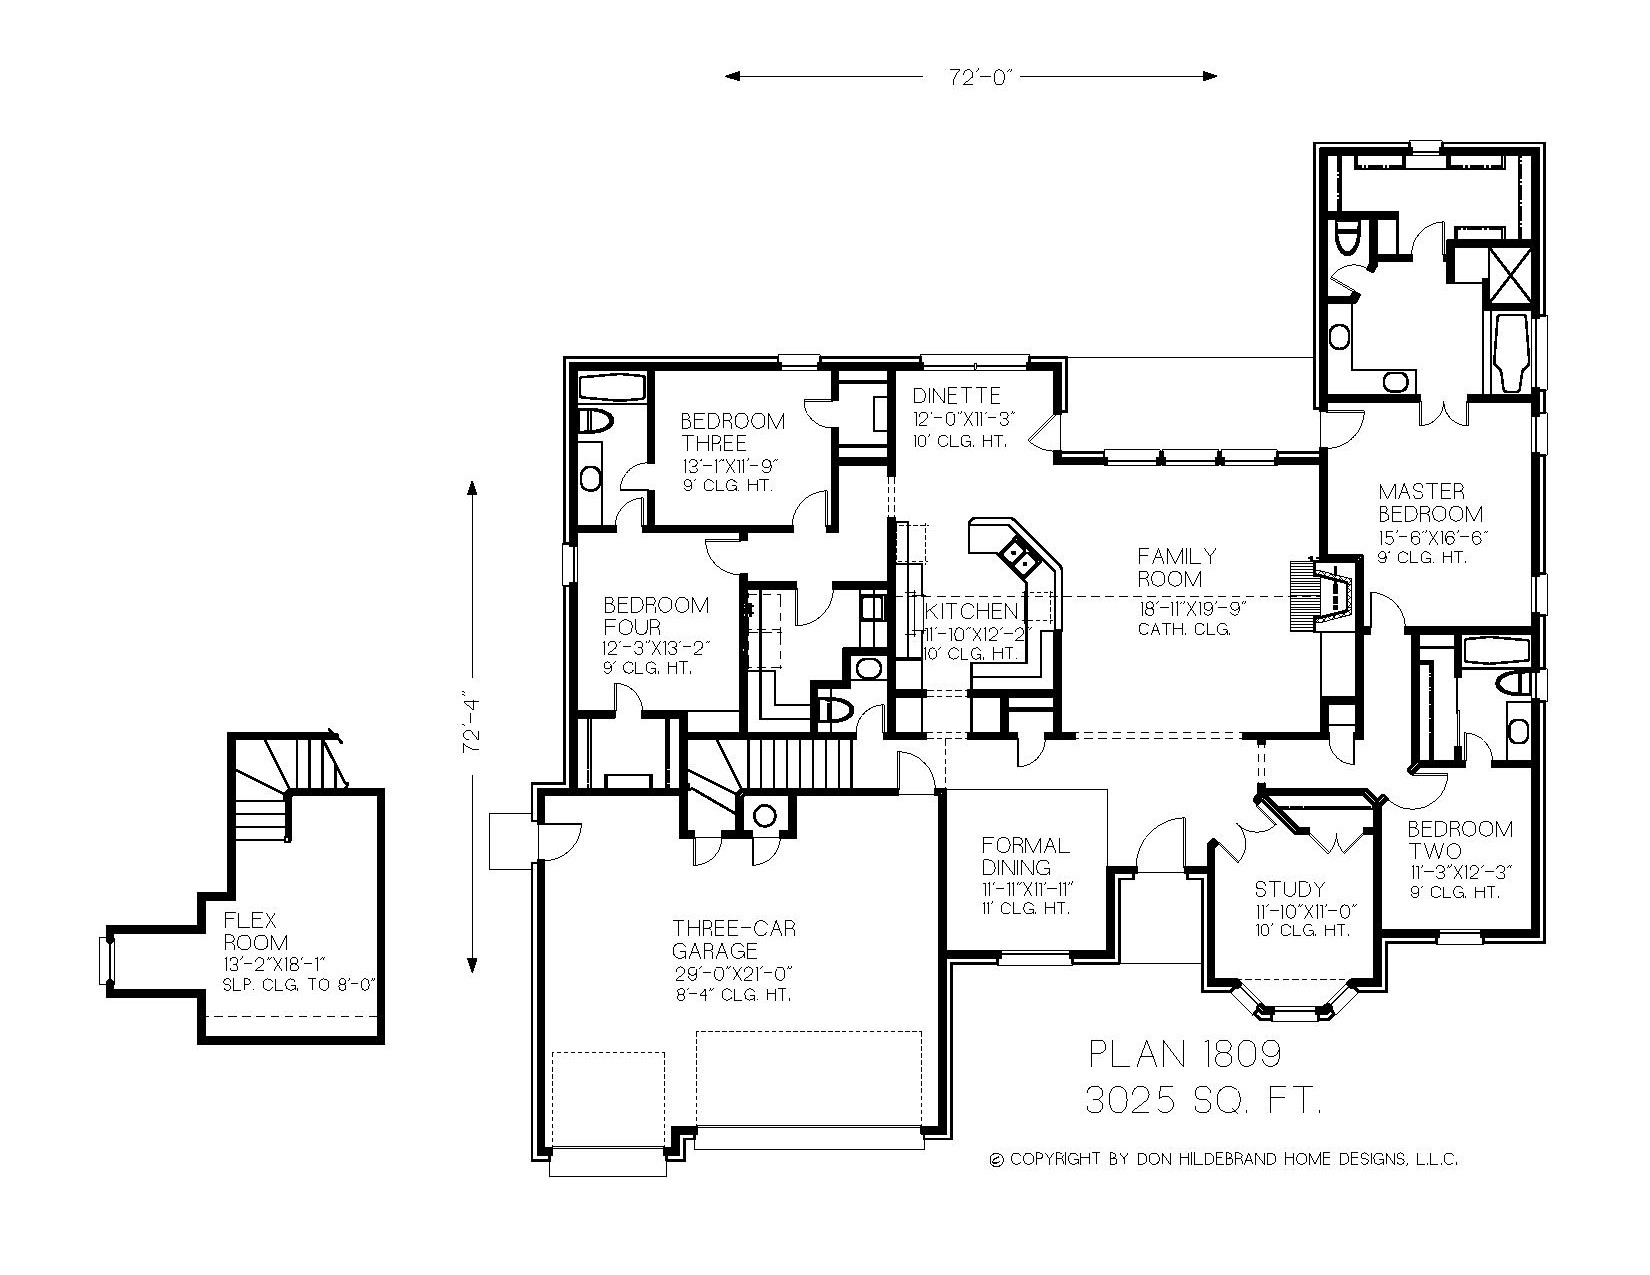 72'-0"
DINETTE
12'-0"X11'-3"
10' CLG. HT.
BEDROOM
THREE
13'-1"X11'-9"
9' CLG. HT.
MASTER
BEDROOM
15'-6"X16'-6"
9' CLG. HT.
FAMILY
ROOM
18'-11"X19'-9"
CATH. CLG.
BEDROOM
FOUR
12'-3"X13'-2"
9' CLG. HT.
KITCHEN
11'-10"X12'-2"
10' CLG. HT.
72'-4"
FORMAL
DINING
11'-11"X11'-11"
11' CLG. HT.
BEDROOM
TWO
11'-3"X12'-3"
9' CLG. HT.
STUDY
11'-10"X11'-0"
10' CLG. HT.
FLEX
ROOM
13'-2"X18'-1"
SLP. CLG. TO 8'-0"
THREE-CAR
GARAGE
29'-0"X21'-0"
8'-4" CLG. HT.
PLAN 1809
3025 SQ. FT.
© COPYRIGHT BY DON HILDEBRAND HOME DESIGNS, L.L.C.